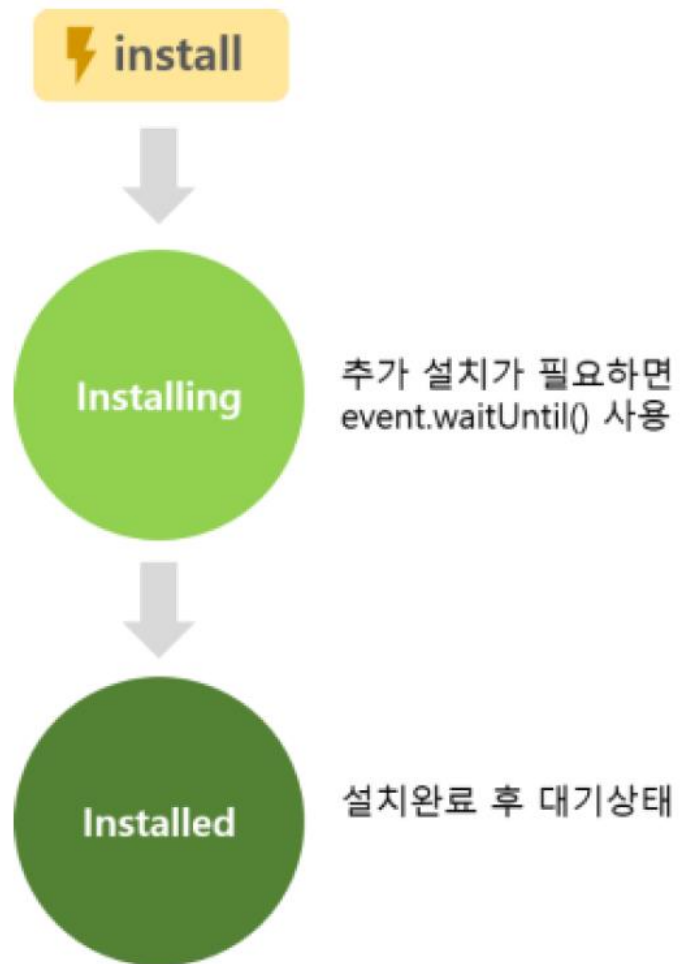 install
Installing
추가 설치가 필요하면
event.waitUntil() 사용
Installed
설치완료 후 대기상태